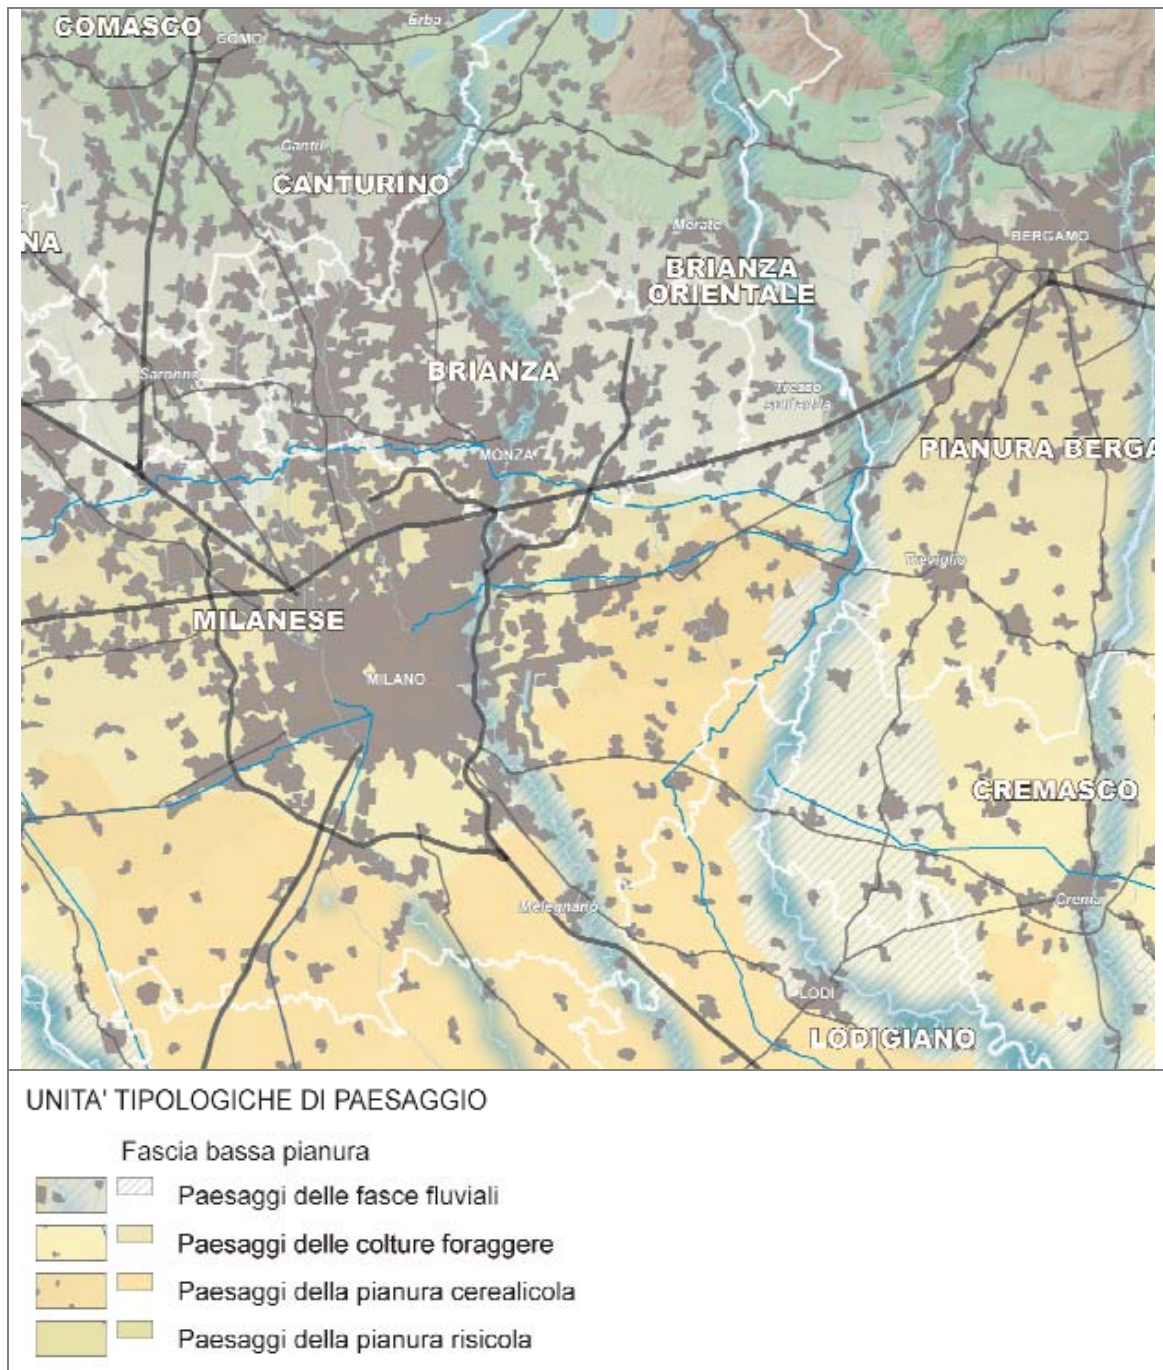 Erba
COMASCO
COMO
Cantù
CANTURINO
Merate
NA
BERGAMO
BRIANZA
ORIENTALE
BRIANZA
Saronno
Trezzo
sull'Adda
MONZA
PIANURA BERGA
Treviglio
MILANESE
MILANO
CREMASCO
Crema
Melegnano
LODI
LODIGIANO
UNITA' TIPOLOGICHE DI PAESAGGIO
Fascia bassa pianura
Paesaggi delle fasce fluviali
Paesaggi delle colture foraggere
Paesaggi della pianura cerealicola
Paesaggi della pianura risicola